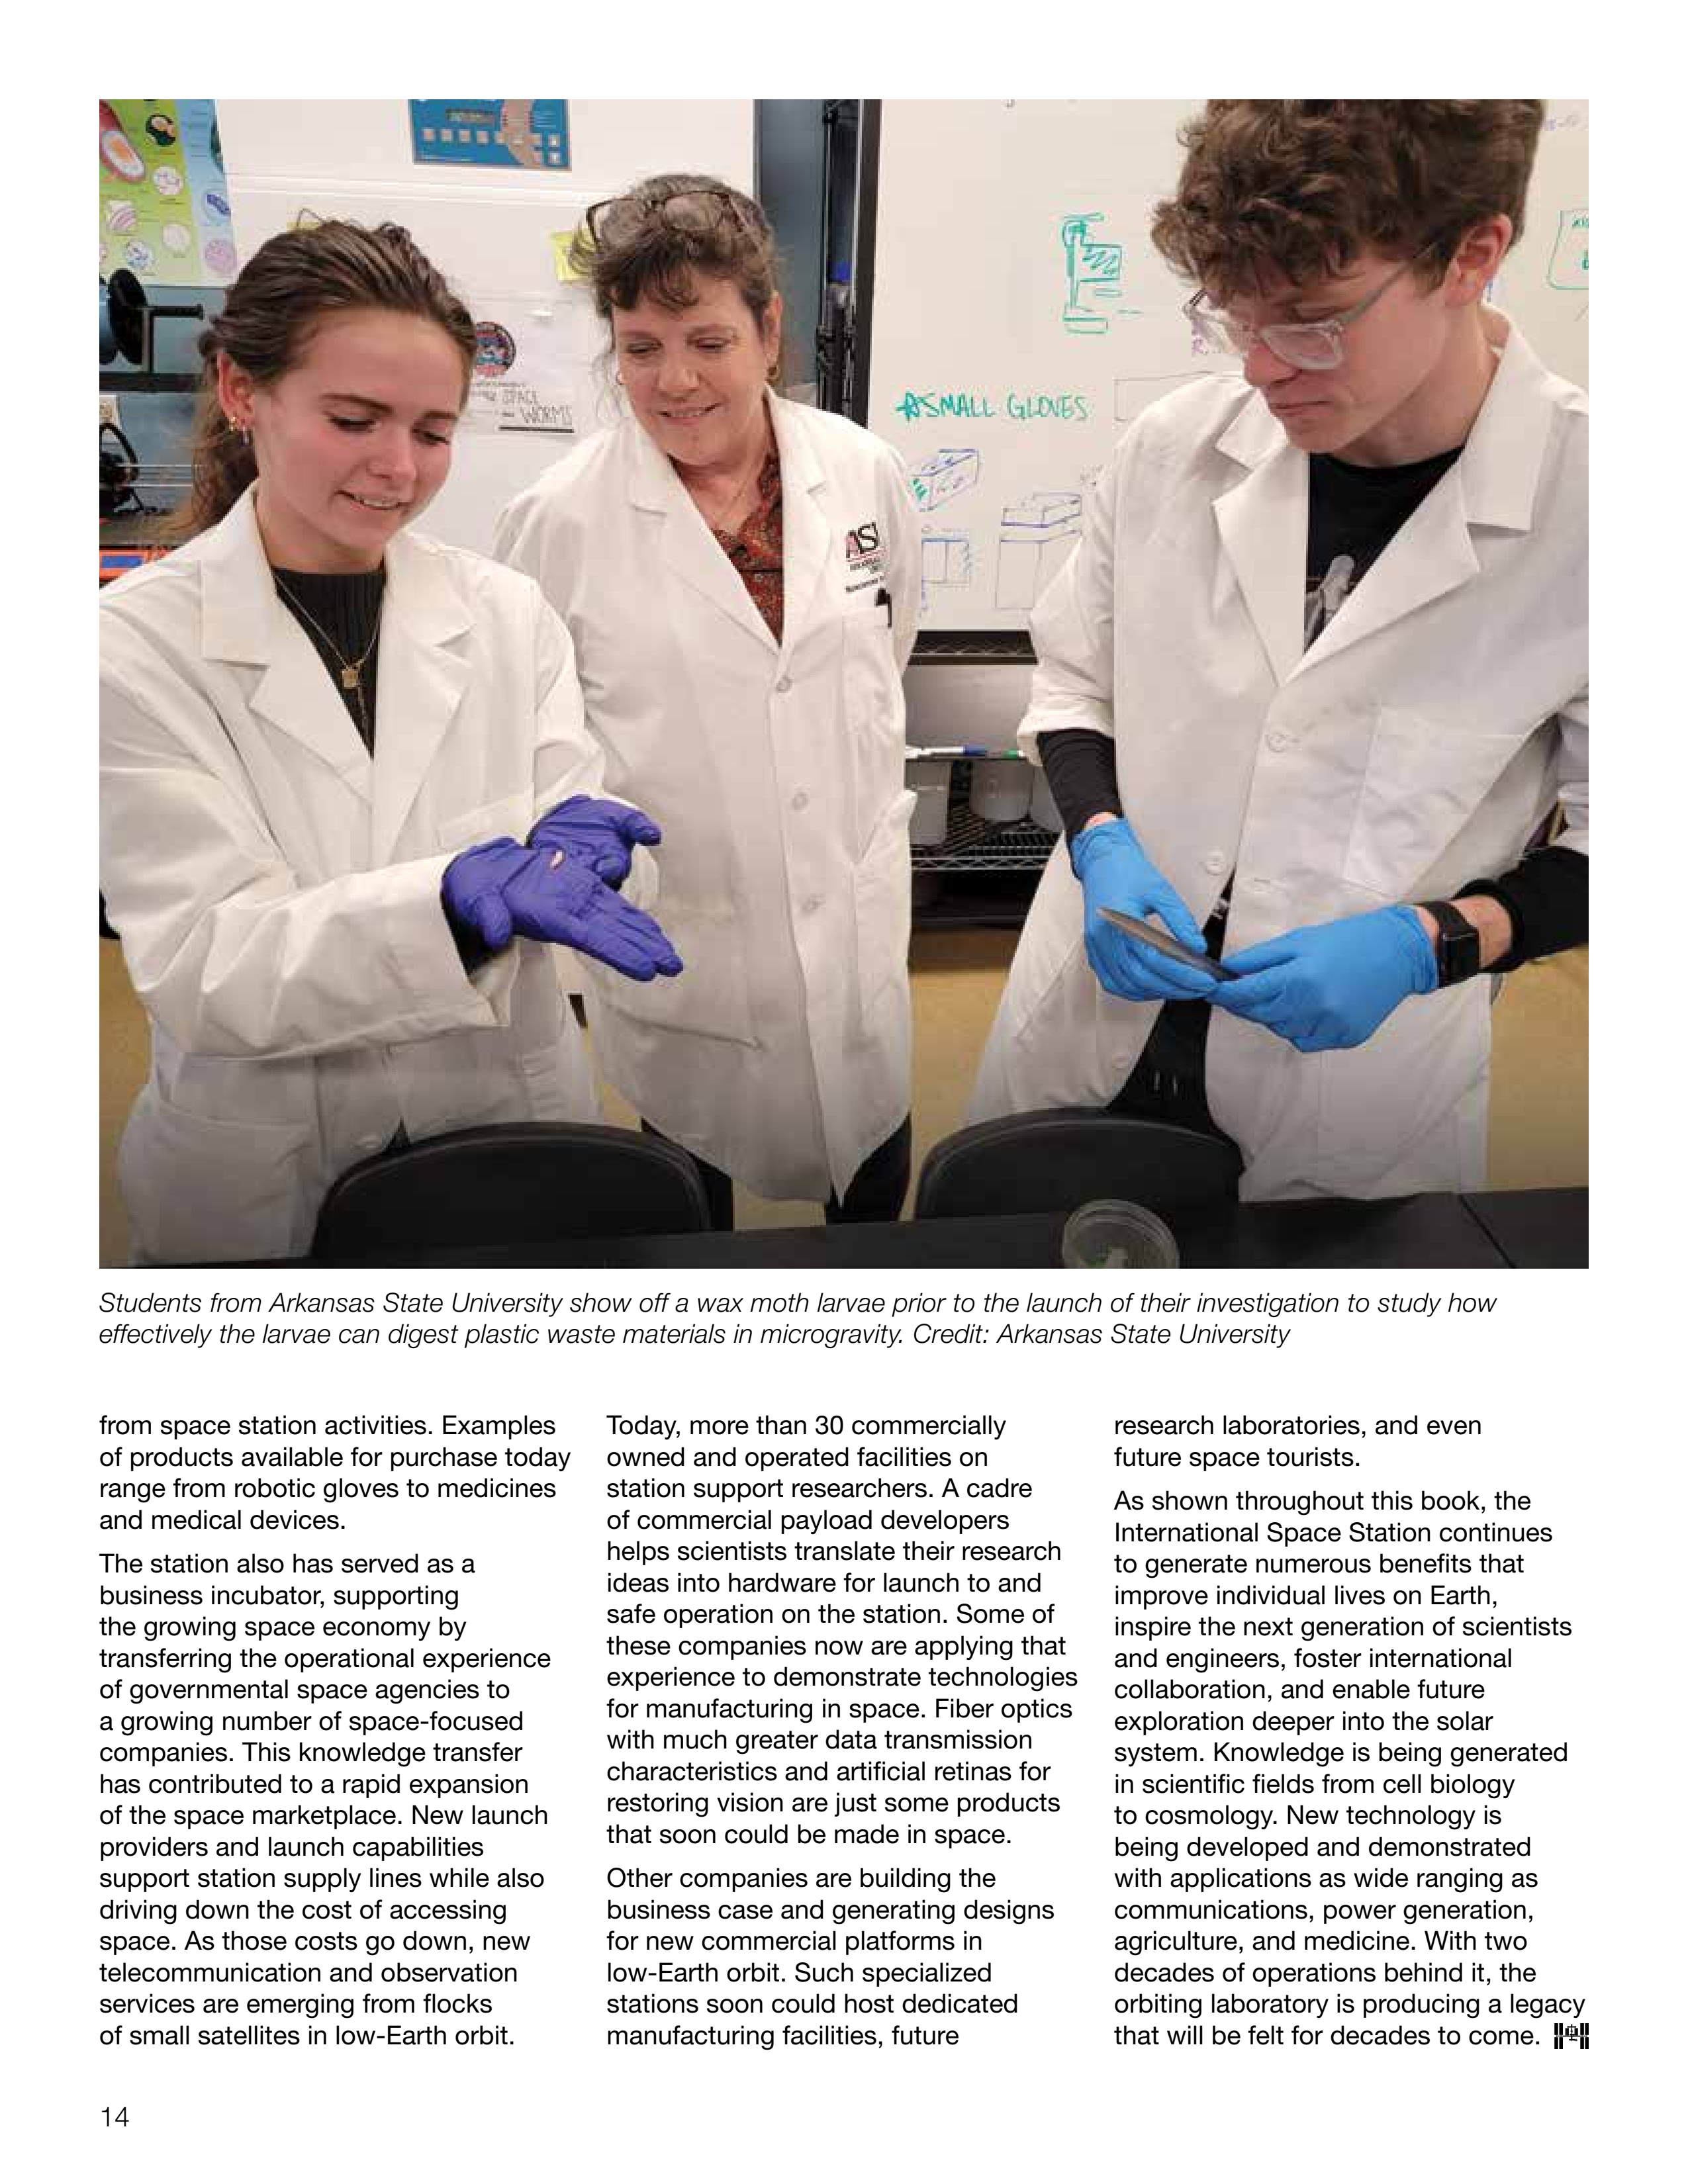 SPACE
WORMS
SMALL GLOVES
ASU
Students from Arkansas State University show off a wax moth larvae prior to the launch of their investigation to study how
effectively the larvae can digest plastic waste materials in microgravity. Credit: Arkansas State University
from space station activities. Examples
of products available for purchase today
range from robotic gloves to medicines
and medical devices.
The station also has served as a
business incubator, supporting
the growing space economy by
transferring the operational experience
of governmental space agencies to
a growing number of space-focused
companies. This knowledge transfer
has contributed to a rapid expansion
of the space marketplace. New launch
providers and launch capabilities
support station supply lines while also
driving down the cost of accessing
space. As those costs go down, new
telecommunication and observation
services are emerging from flocks
of small satellites in low-Earth orbit.
Today, more than 30 commercially
owned and operated facilities on
station support researchers. A cadre
of commercial payload developers
helps scientists translate their research
ideas into hardware for launch to and
safe operation on the station. Some of
these companies now are applying that
experience to demonstrate technologies
for manufacturing in space. Fiber optics
with much greater data transmission
characteristics and artificial retinas for
restoring vision are just some products
that soon could be made in space.
Other companies are building the
business case and generating designs
for new commercial platforms in
low-Earth orbit. Such specialized
stations soon could host dedicated
manufacturing facilities, future
research laboratories, and even
future space tourists.
As shown throughout this book, the
International Space Station continues
to generate numerous benefits that
improve individual lives on Earth,
inspire the next generation of scientists
and engineers, foster international
collaboration, and enable future
exploration deeper into the solar
system. Knowledge is being generated
in scientific fields from cell biology
to cosmology. New technology is
being developed and demonstrated
with applications as wide ranging as
communications, power generation,
agriculture, and medicine. With two
decades of operations behind it, the
orbiting laboratory is producing a legacy
that will be felt for decades to come.
14